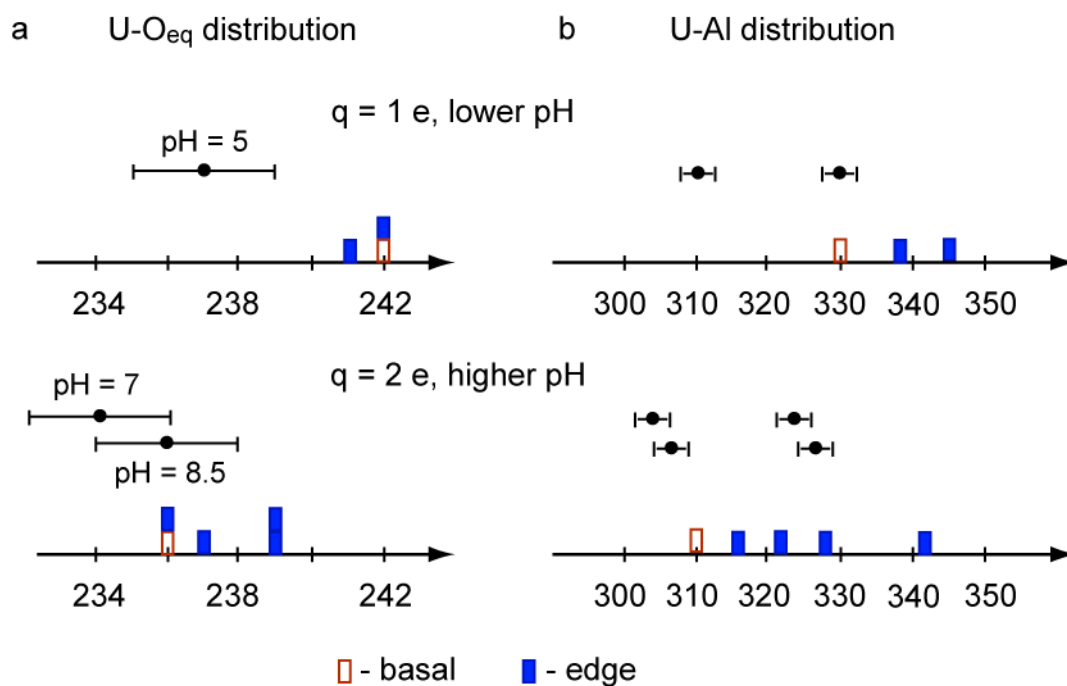 a U-Oeq distribution b U-Al distribution
q = 1 e, lower pH
pH = 5
234 238 242 300 310 320 330 340 350
q = 2 e, higher pH
pH = 7
pH = 8.5
234 238 242 300 310 320 330 340 350
- basal - edge